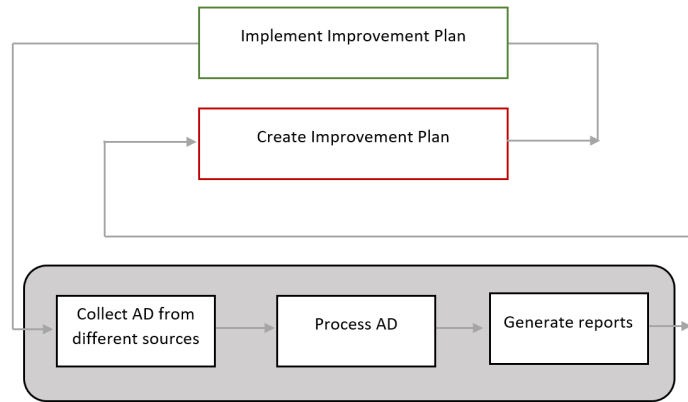 Implement Improvement Plan
Create Improvement Plan
Collect AD from
different sources
Process AD
Generate reports